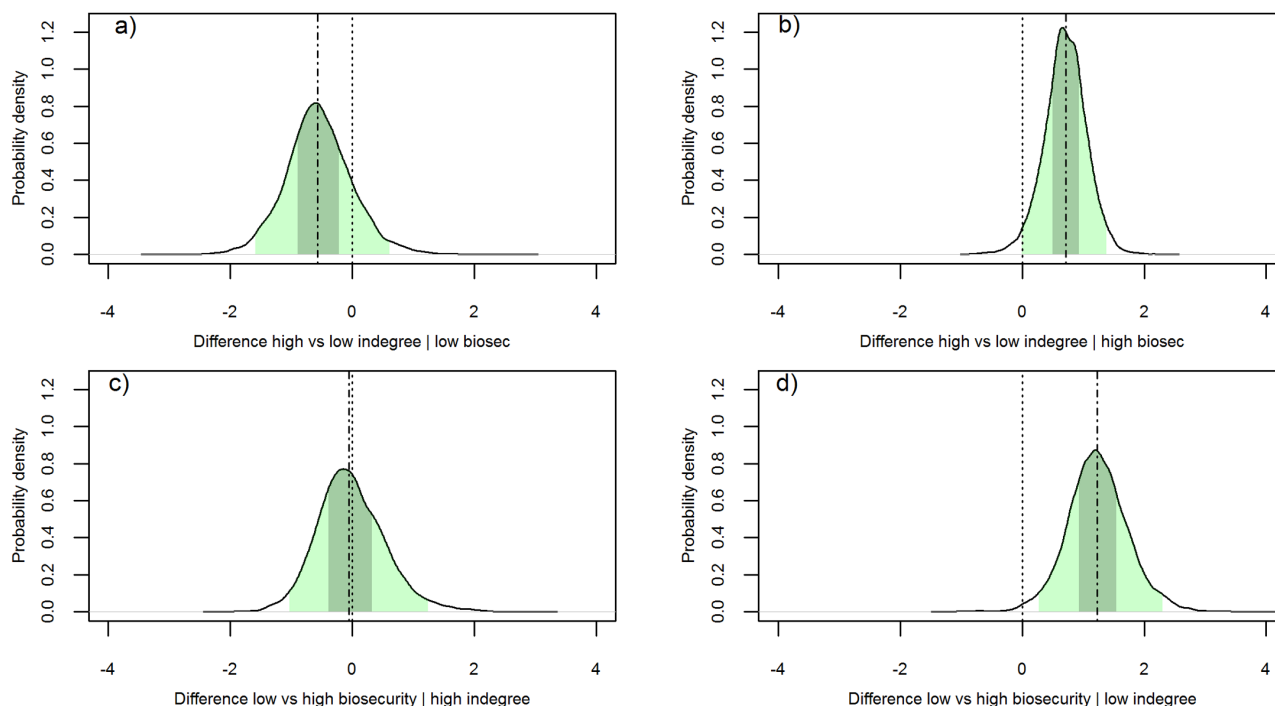 a)
Probability density
0.0 0.2 0.4 0.6 0.8 1.0 1.2
-4 -2 0 2 4
Difference high vs low indegree | low biosec
b)
Probability density
0.0 0.2 0.4 0.6 0.8 1.0 1.2
-4 -2 0 2 4
Difference high vs low indegree | high biosec
c)
Probability density
0.0 0.2 0.4 0.6 0.8 1.0 1.2
-4 -2 0 2 4
Difference low vs high biosecurity | high indegree
d)
Probability density
0.0 0.2 0.4 0.6 0.8 1.0 1.2
-4 -2 0 2 4
Difference low vs high biosecurity | low indegree